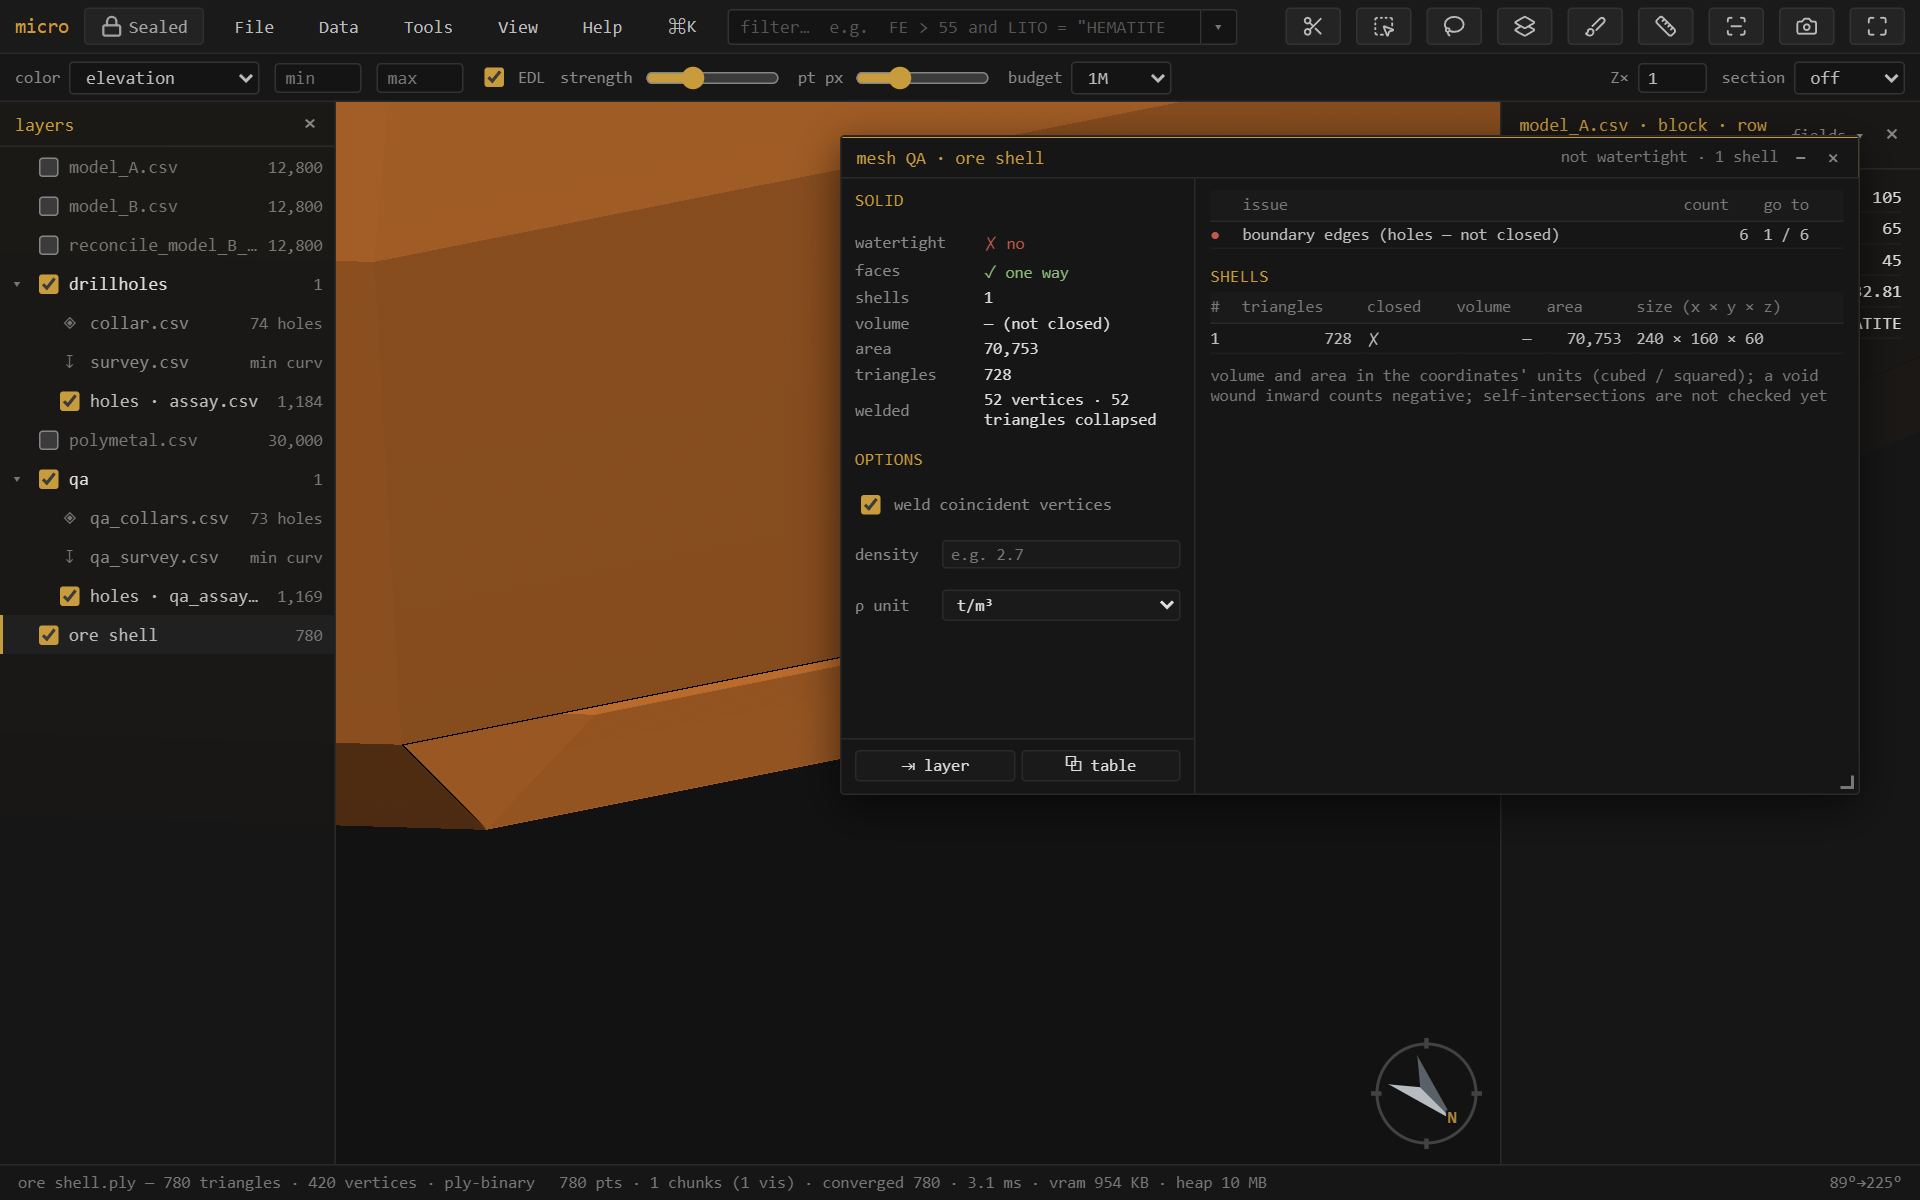 micro Sealed File Data Tools View Help ⌘K filter… e.g. FE > 55 and LITO = "HEMATITE
color elevation min max EDL strength pt px budget 1M Z× 1 section off
layers ×
model_A.csv 12,800
model_B.csv 12,800
reconcile_model_B_… 12,800
drillholes 1
collar.csv 74 holes
survey.csv min curv
holes · assay.csv 1,184
polymetal.csv 30,000
qa 1
qa_collars.csv 73 holes
qa_survey.csv min curv
holes · qa_assay… 1,169
ore shell 780
model_A.csv · block · row fields ×
105
65
45
2.81
TITE
mesh QA · ore shell not watertight · 1 shell − ×
SOLID
watertight ✗ no
faces ✓ one way
shells 1
volume — (not closed)
area 70,753
triangles 728
welded 52 vertices · 52
triangles collapsed
OPTIONS
weld coincident vertices
density e.g. 2.7
ρ unit t/m³
⇥ layer table
issue count go to
boundary edges (holes — not closed) 6 1 / 6
SHELLS
# triangles closed volume area size (x × y × z)
1 728 ✗ — 70,753 240 × 160 × 60
volume and area in the coordinates' units (cubed / squared); a void
wound inward counts negative; self-intersections are not checked yet
N
ore shell.ply — 780 triangles · 420 vertices · ply-binary 780 pts · 1 chunks (1 vis) · converged 780 · 3.1 ms · vram 954 KB · heap 10 MB 89°→225°